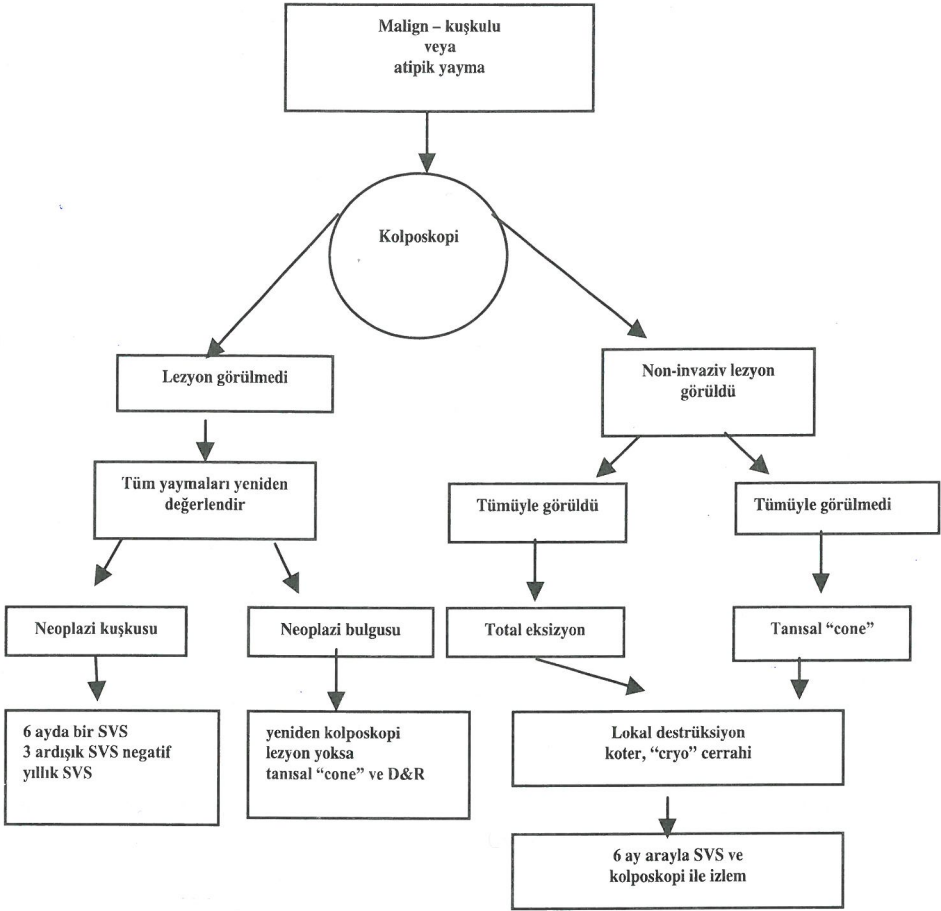 Malign – kuşkulu
veya
atipik yayma
Kolposkopi
Lezyon görülmedi
Non-invaziv lezyon
görüldü
Tüm yaymaları yeniden
değerlendir
Tümüyle görüldü
Tümüyle görülmedi
Neoplazi kuşkusu
Neoplazi bulgusu
Total eksizyon
Tanısal “cone”
6 ayda bir SVS
3 ardışık SVS negatif
yıllık SVS
yeniden kolposkopi
lezyon yoksa
tanısal “cone” ve D&R
Lokal destrüksiyon
koter, “cryo” cerrahi
6 ay arayla SVS ve
kolposkopi ile izlem